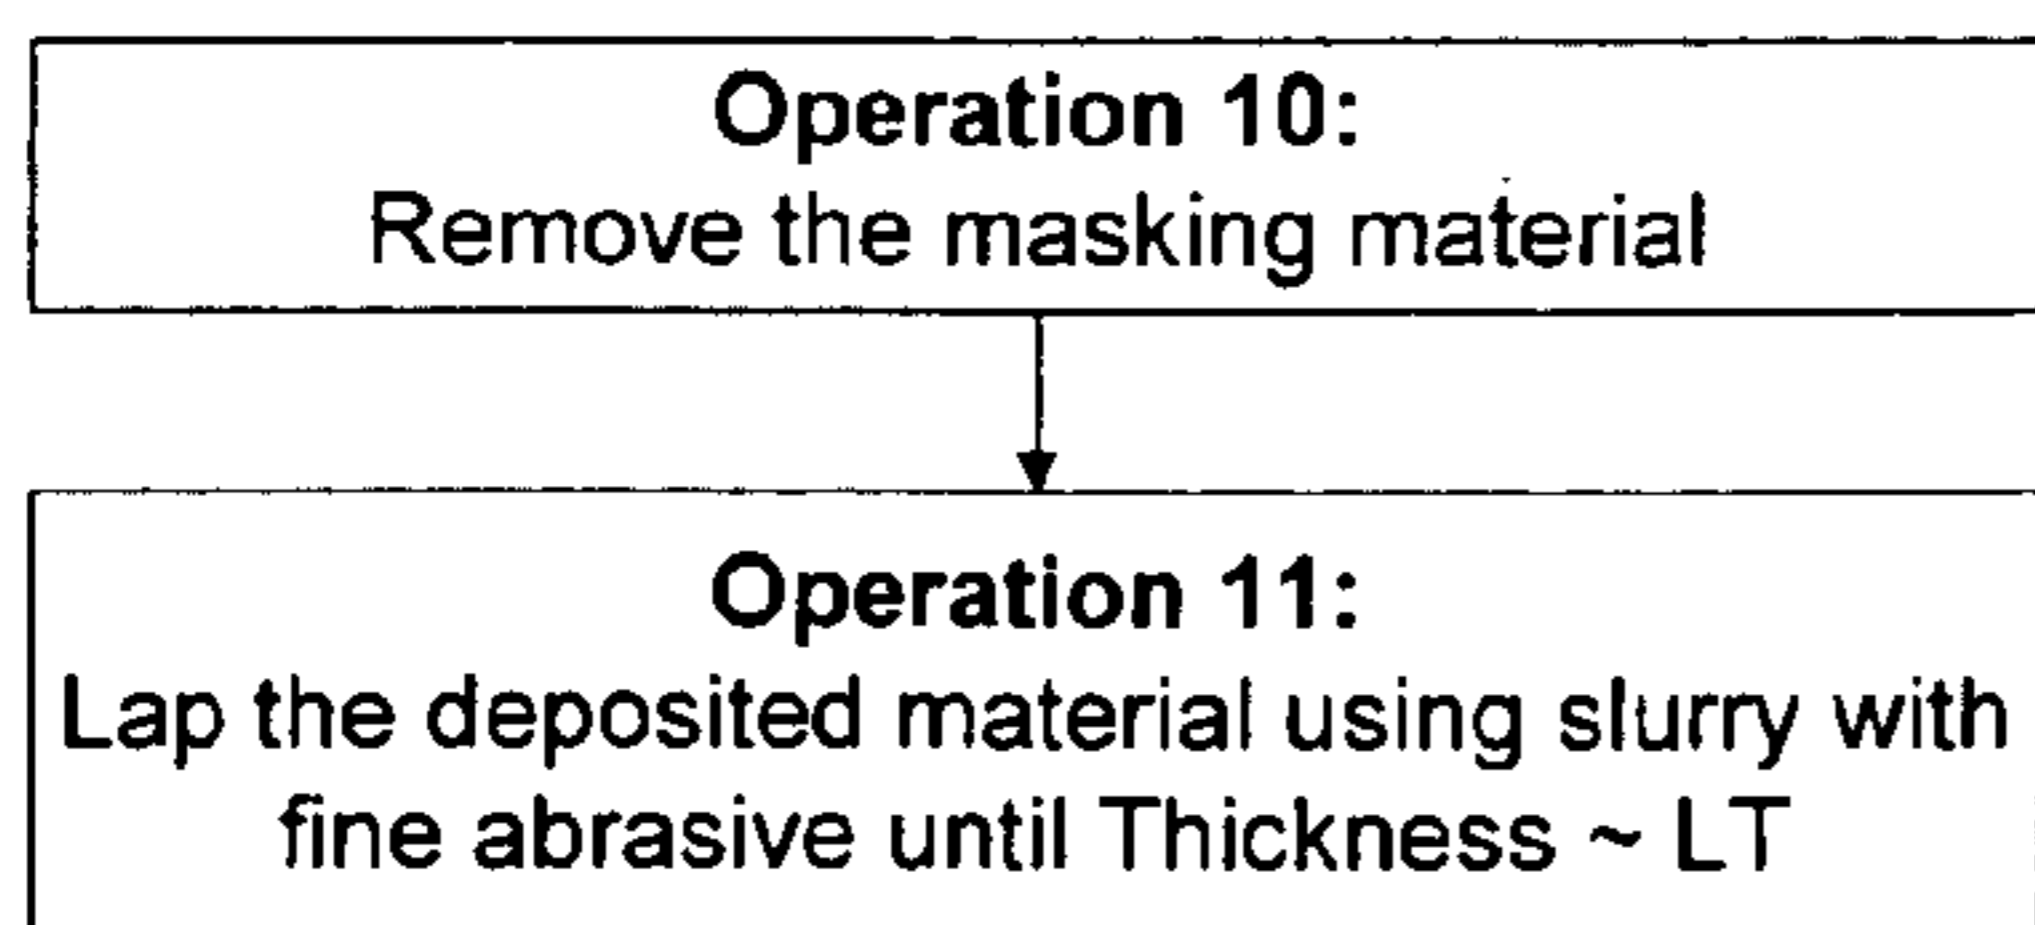 Operation 10:
Remove the masking material
Operation 11:
Lap the deposited material using slurry with
fine abrasive until Thickness ~ LT